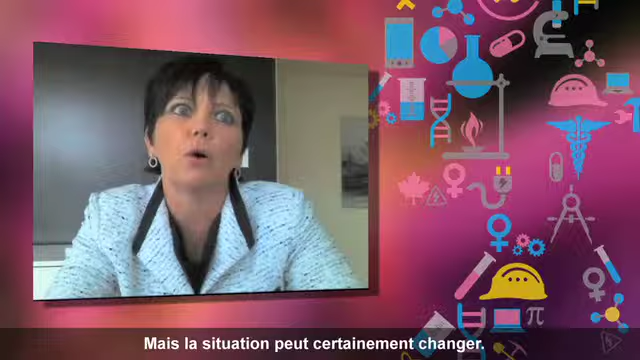 Mais la situation peut certainement changer.
π